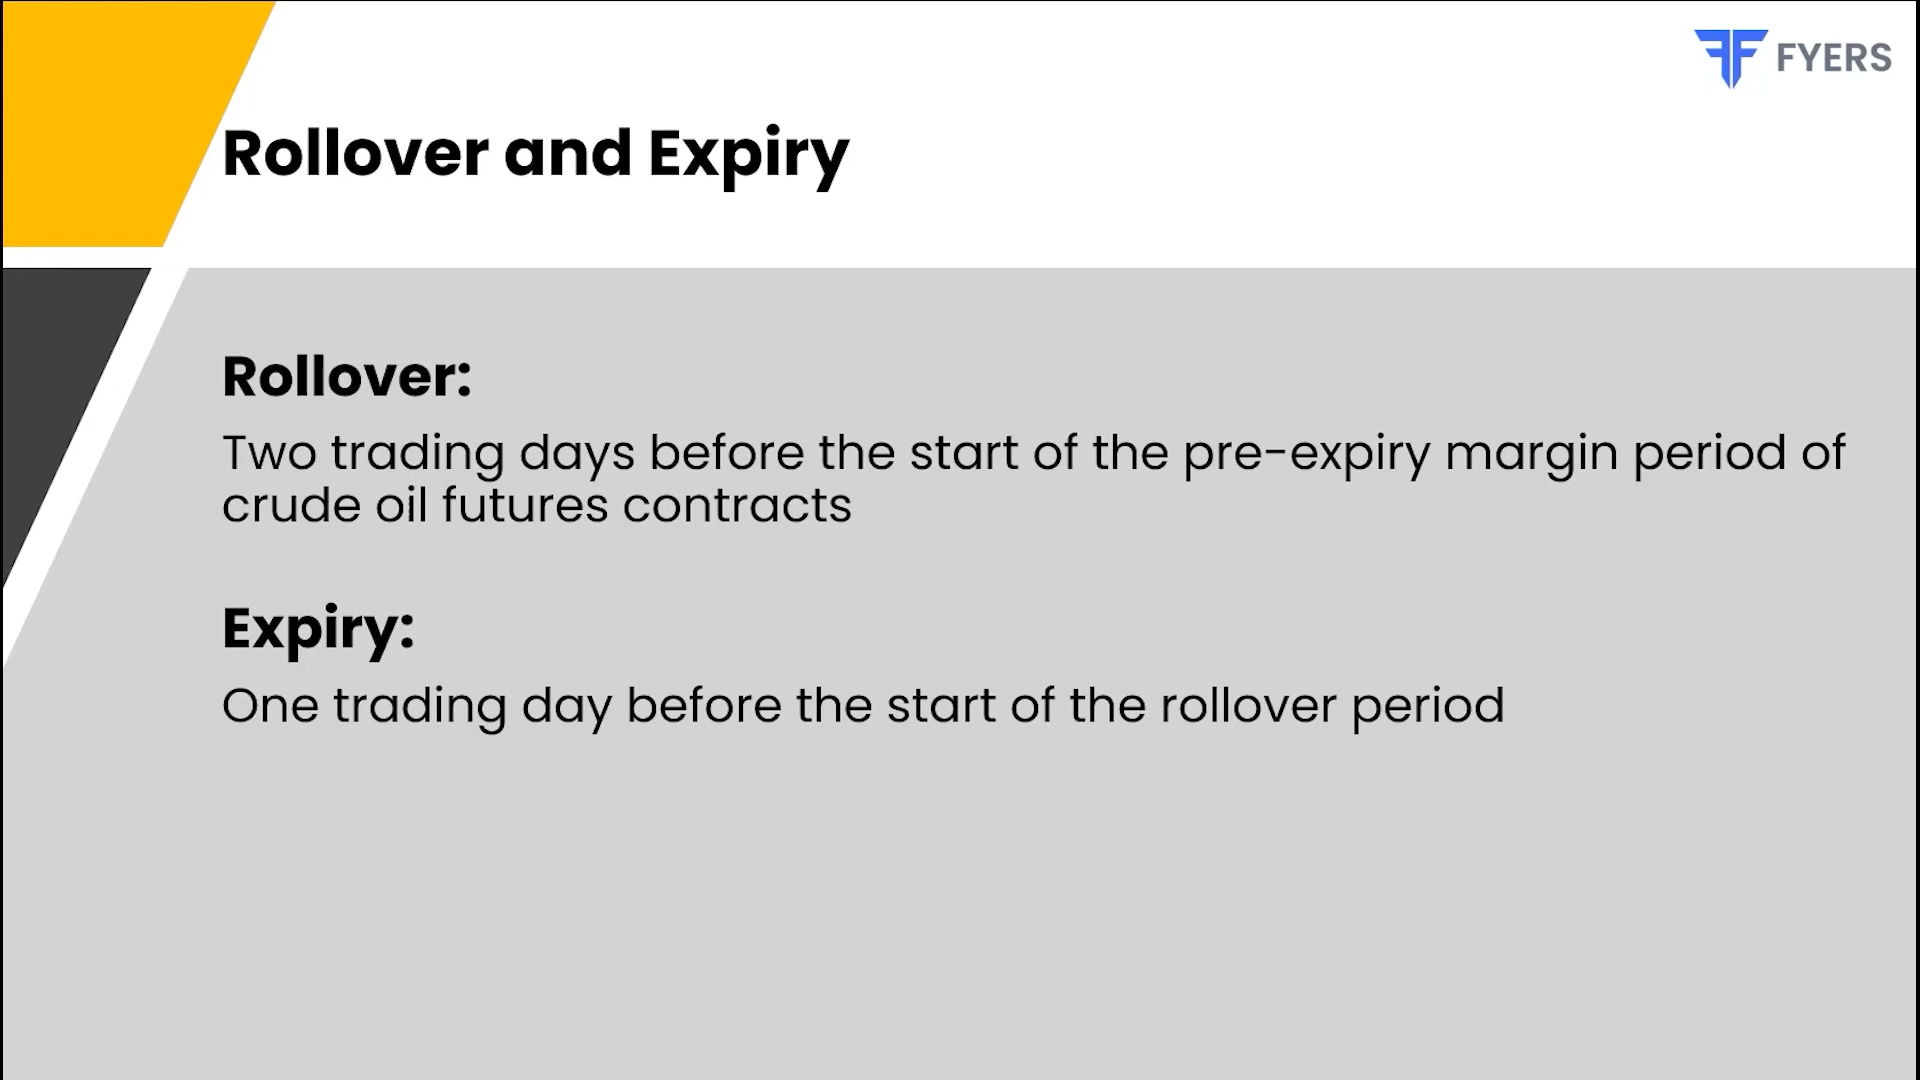 FYERS
Rollover and Expiry
Rollover:
Two trading days before the start of the pre-expiry margin period of
crude oil futures contracts
Expiry:
One trading day before the start of the rollover period